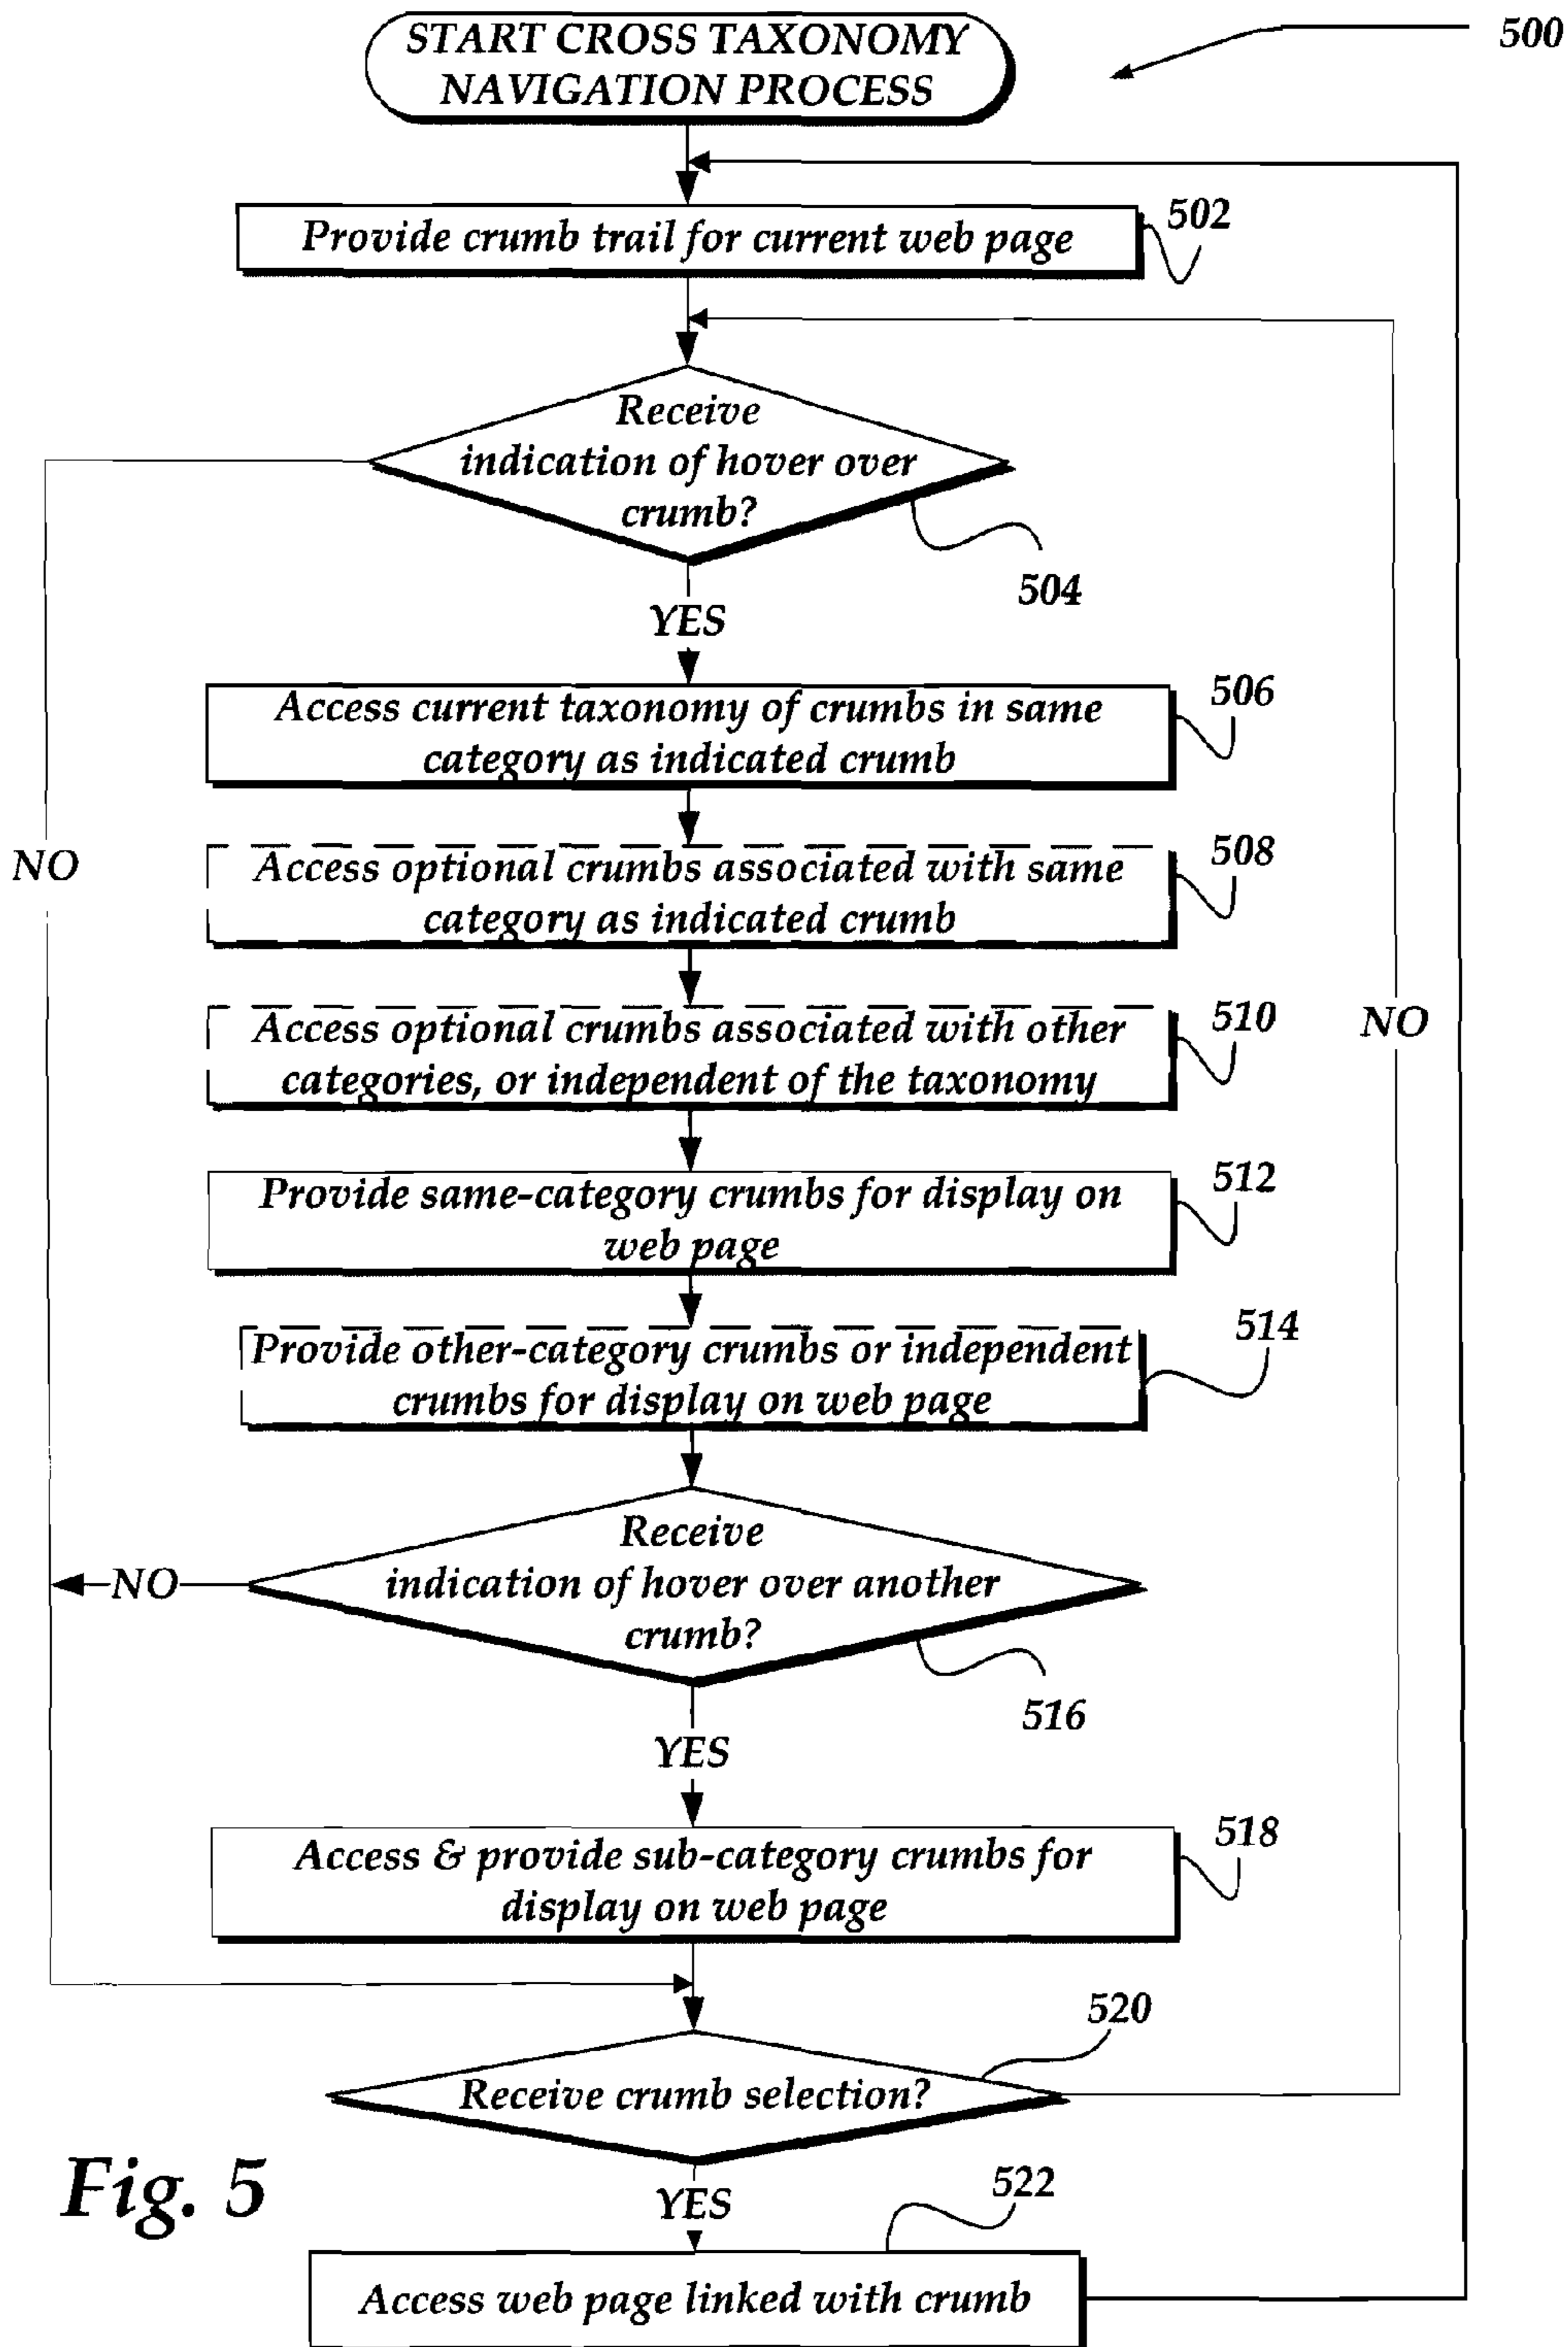 START CROSS TAXONOMY
NAVIGATION PROCESS
500
Provide crumb trail for current web page
502
Receive
indication of hover over
crumb?
504
YES
Access current taxonomy of crumbs in same
category as indicated crumb
506
NO
Access optional crumbs associated with same
category as indicated crumb
508
Access optional crumbs associated with other
categories, or independent of the taxonomy
510
NO
Provide same-category crumbs for display on
web page
512
Provide other-category crumbs or independent
crumbs for display on web page
514
Receive
indication of hover over another
crumb?
NO
516
YES
Access & provide sub-category crumbs for
display on web page
518
520
Receive crumb selection?
Fig. 5
YES
522
Access web page linked with crumb